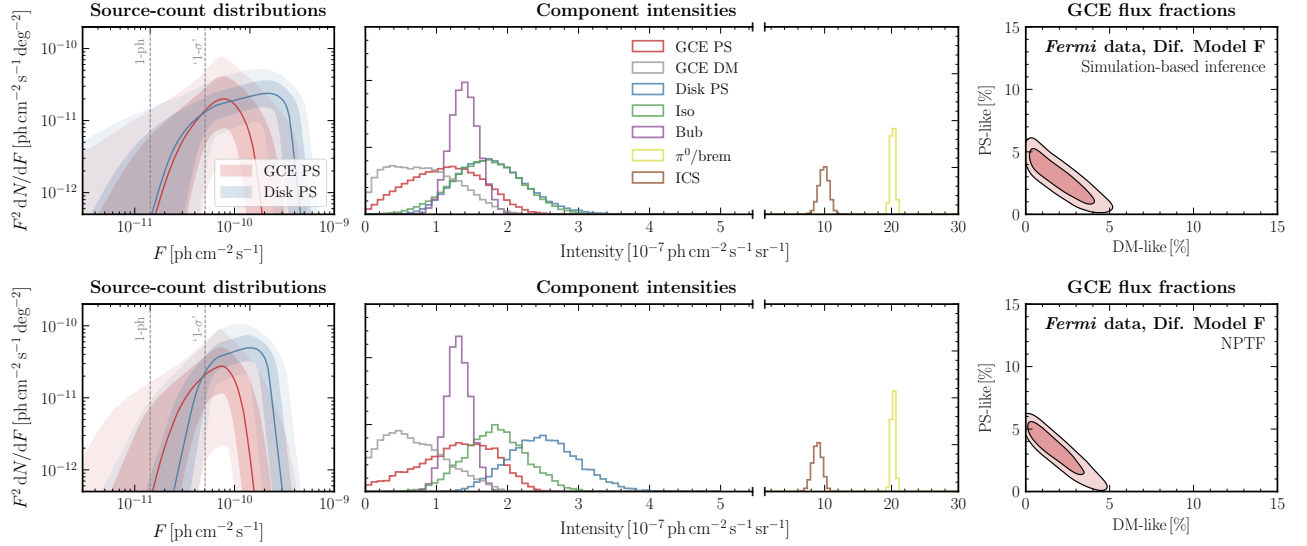 Source-count distributions
Component intensities
GCE flux fractions
F² dN/dF [ph cm⁻² s⁻¹ deg⁻²]
10⁻¹⁰
10⁻¹¹
10⁻¹²
1-ph
'1-σ'
GCE PS
Disk PS
10⁻¹¹
10⁻¹⁰
10⁻⁹
F [ph cm⁻² s⁻¹]
GCE PS
GCE DM
Disk PS
Iso
Bub
π⁰/brem
ICS
0
1
2
3
4
5
10
20
30
Intensity [10⁻⁷ ph cm⁻² s⁻¹ sr⁻¹]
Fermi data, Dif. Model F
Simulation-based inference
PS-like [%]
15
10
5
0
0
5
10
15
DM-like [%]
Source-count distributions
Component intensities
GCE flux fractions
F² dN/dF [ph cm⁻² s⁻¹ deg⁻²]
10⁻¹⁰
10⁻¹¹
10⁻¹²
1-ph
'1-σ'
GCE PS
Disk PS
10⁻¹¹
10⁻¹⁰
10⁻⁹
F [ph cm⁻² s⁻¹]
0
1
2
3
4
5
10
20
30
Intensity [10⁻⁷ ph cm⁻² s⁻¹ sr⁻¹]
Fermi data, Dif. Model F
NPTF
PS-like [%]
15
10
5
0
0
5
10
15
DM-like [%]